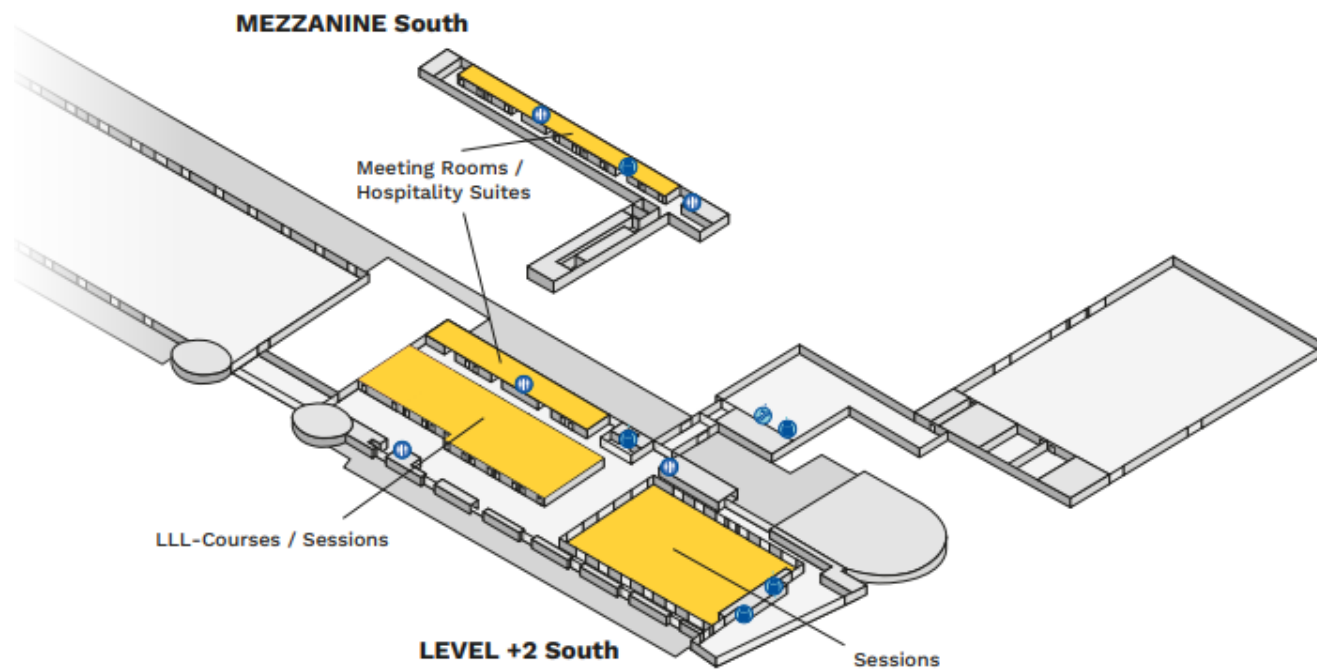 MEZZANINE South
Meeting Rooms /
Hospitality Suites
LLL-Courses / Sessions
LEVEL +2 South
Sessions